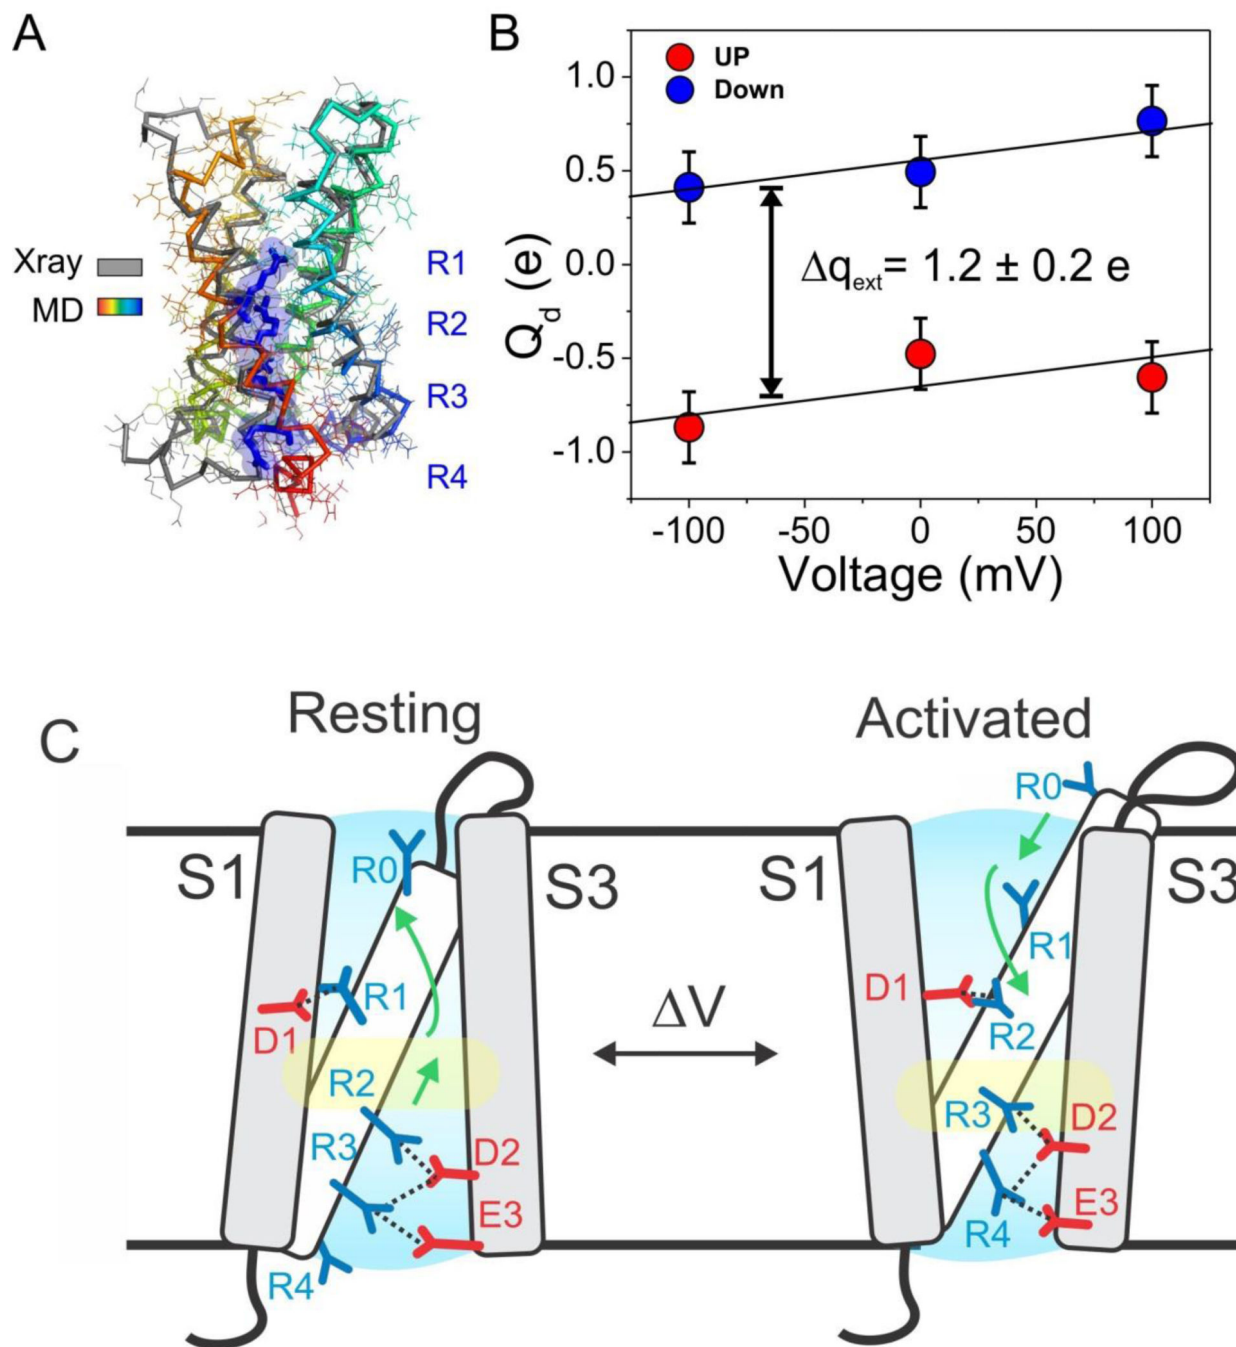 A
Xray
MD
R1
R2
R3
R4
B
UP
Down
1.0
0.5
0.0
-0.5
-1.0
Q_d (e)
Δq_ext = 1.2 ± 0.2 e
-100
-50
0
50
100
Voltage (mV)
C
Resting
S1
R0
S3
D1
R1
R2
R3
D2
E3
R4
ΔV
Activated
R0
S1
S3
R1
D1
R2
R3
D2
R4
E3